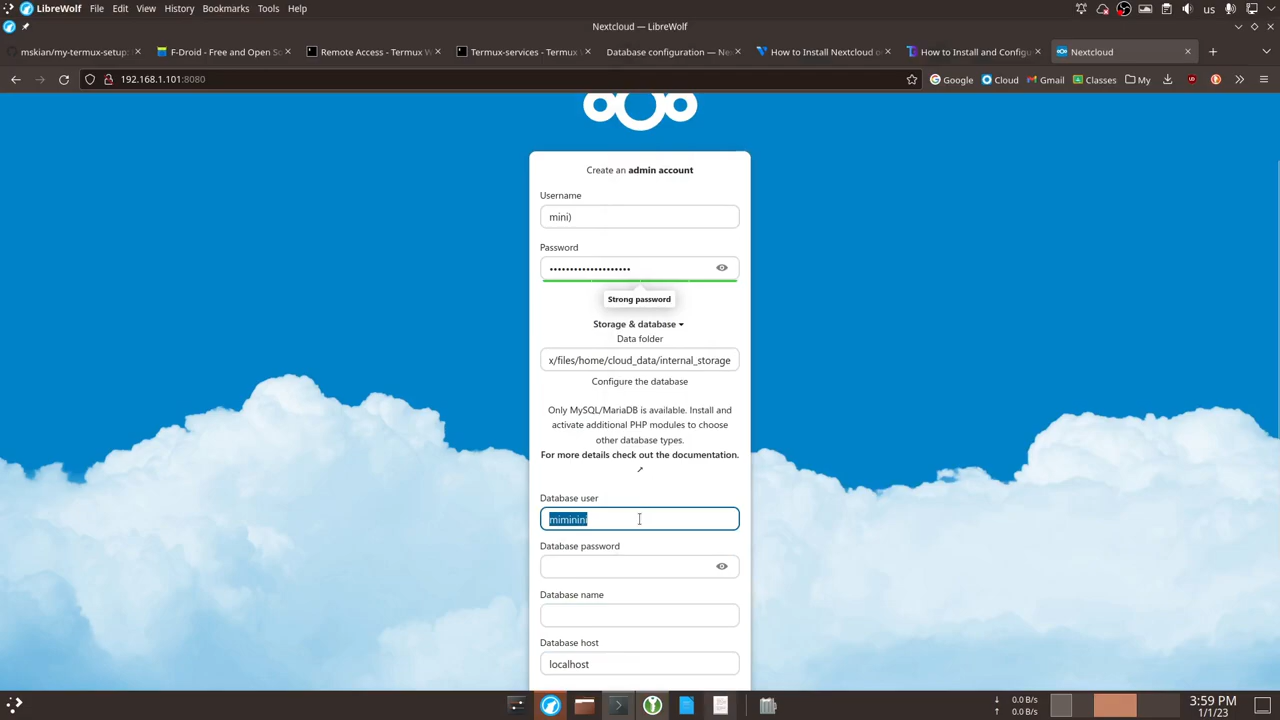 LibreWolf File Edit View History Bookmarks Tools Help us
Nextcloud — LibreWolf
mskian/my-termux-setup: F-Droid - Free and Open So Remote Access - Termux W Termux-services - Termux Database configuration — Ne How to Install Nextcloud o How to Install and Configu Nextcloud
192.168.1.101:8080 Google Cloud Gmail Classes My
Create an admin account
Username
mini)
Password
••••••••••••••••••••
Strong password
Storage & database
Data folder
x/files/home/cloud_data/internal_storage
Configure the database
Only MySQL/MariaDB is available. Install and
activate additional PHP modules to choose
other database types.
For more details check out the documentation.
↗
Database user
miminini
Database password
Database name
Database host
localhost
↓ 0.0 B/s
↑ 0.0 B/s
3:59 PM
1/1/23